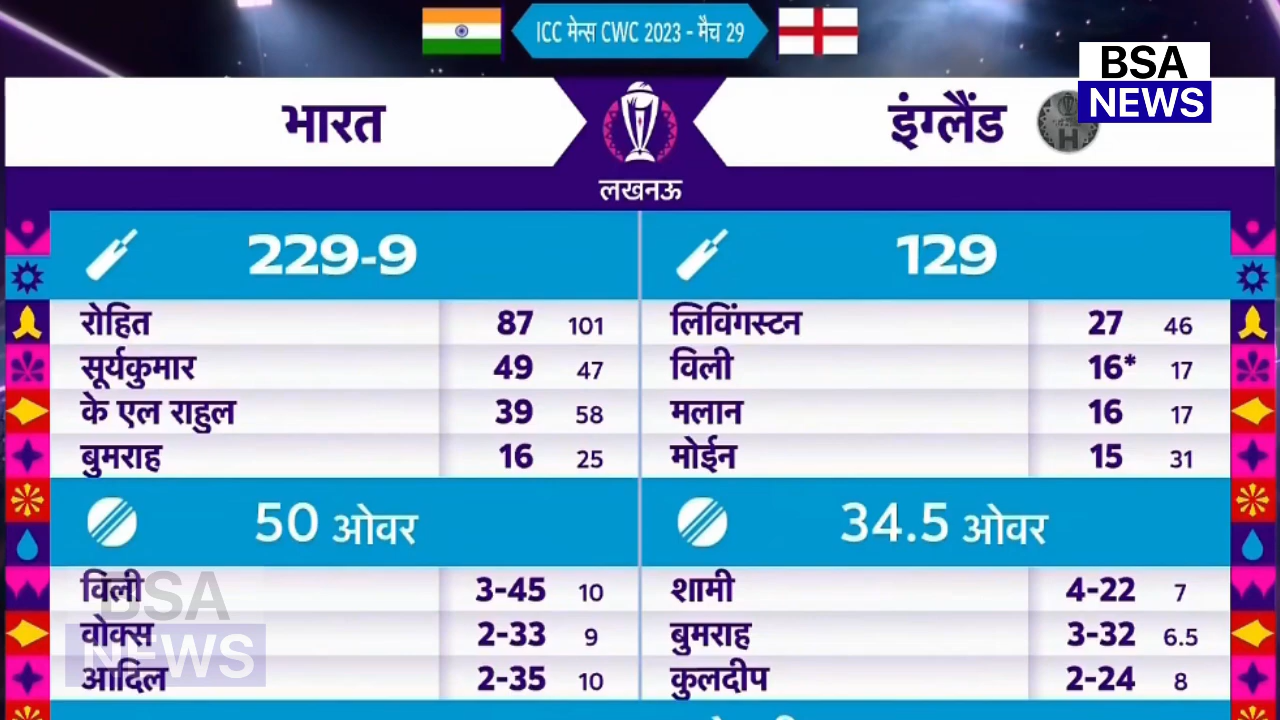 ICC मेन्स CWC 2023 - मैच 29
BSA
NEWS
भारत
इंग्लैंड
H
लखनऊ
229-9
129
रोहित 87 101
लिविंगस्टन 27 46
सूर्यकुमार 49 47
विली 16* 17
के एल राहुल 39 58
मलान 16 17
बुमराह 16 25
मोईन 15 31
50 ओवर
34.5 ओवर
विली 3-45 10
शामी 4-22 7
वोक्स 2-33 9
बुमराह 3-32 6.5
आदिल 2-35 10
कुलदीप 2-24 8
BSA
NEWS